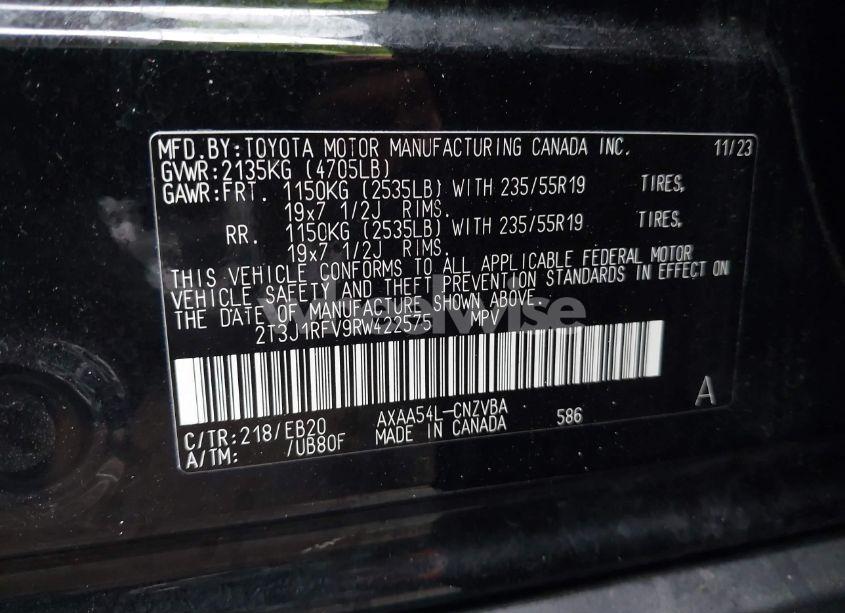 MFD.BY:TOYOTA MOTOR MANUFACTURING CANADA INC. 11/23
GVWR:2135KG (4705LB)
GAWR:FRT. 1150KG (2535LB) WITH 235/55R19 TIRES,
19x7 1/2J RIMS.
RR. 1150KG (2535LB) WITH 235/55R19 TIRES,
19x7 1/2J RIMS.
THIS VEHICLE CONFORMS TO ALL APPLICABLE FEDERAL MOTOR
VEHICLE SAFETY AND THEFT PREVENTION STANDARDS IN EFFECT ON
THE DATE OF MANUFACTURE SHOWN ABOVE.
2T3J1RFV9RW422575 MPV
wheelwise
A
C/TR:218/EB20 AXAA54L-CNZVBA 586
A/TM: /UB80F MADE IN CANADA